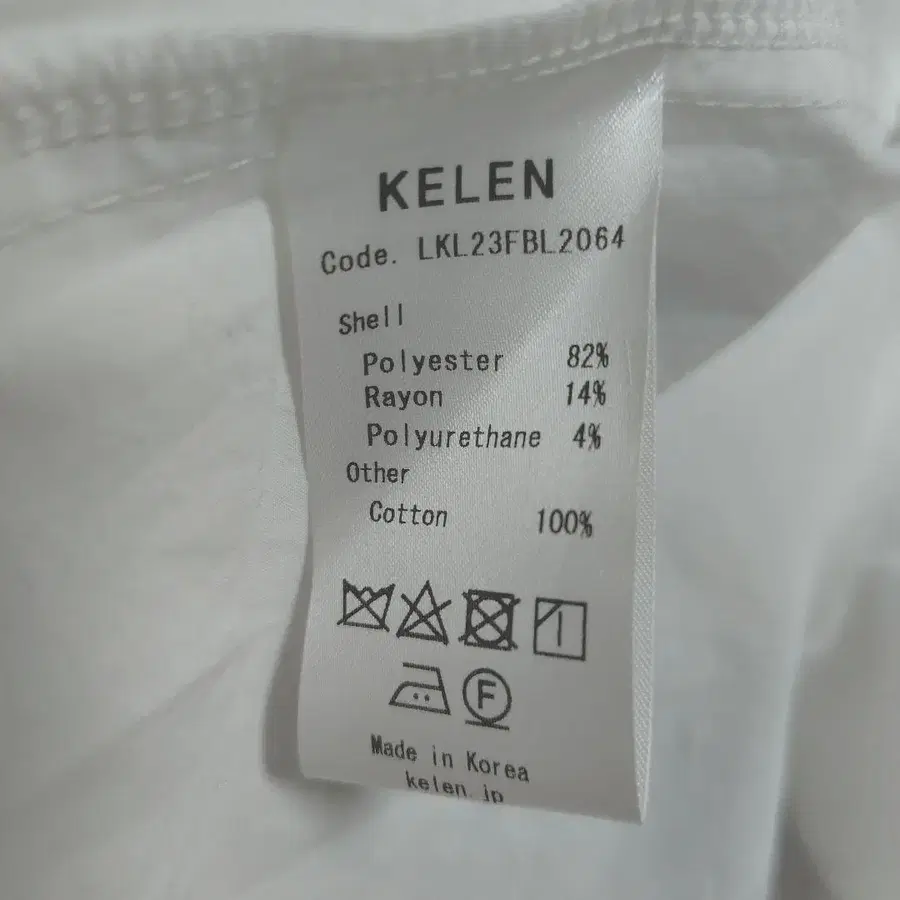 KELEN
Code. LKL23FBL2064
Shell
Polyester 82%
Rayon 14%
Polyurethane 4%
Other
Cotton 100%
F
Made in Korea
kelen.jp